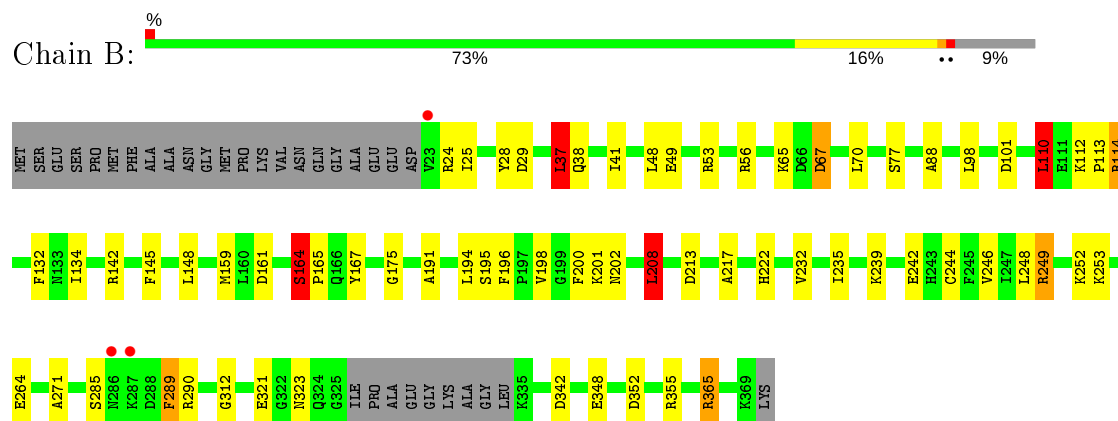 %
Chain B:
73% 16% •• 9%
MET SER GLU SER PRO MET PHE ALA ALA ASN GLY MET PRO LYS VAL ASN GLN GLY ALA GLU GLU ASP V23 R24 I25 Y28 D29 L37 Q38 I41 L48 E49 R53 R56 K65 D66 D67 L70 S77 A88 L98 D101 L110 E111 K112 P113
F132 N133 I134 R142 F145 L148 M159 L160 D161 S164 P165 Q166 Y167 G175 A191 L194 S195 F196 P197 V198 G199 F200 K201 N202 L208 D213 A217 H222 V232 I235 K239 E242 H243 C244 F245 V246 I247 L248 R249 K252 K253
E264 A271 S285 N286 K287 D288 F289 R290 G312 E321 G322 N323 Q324 G325 ILE PRO ALA GLU GLY LYS ALA GLY LEU K335 D342 E348 D352 R355 R365 K369 LYS